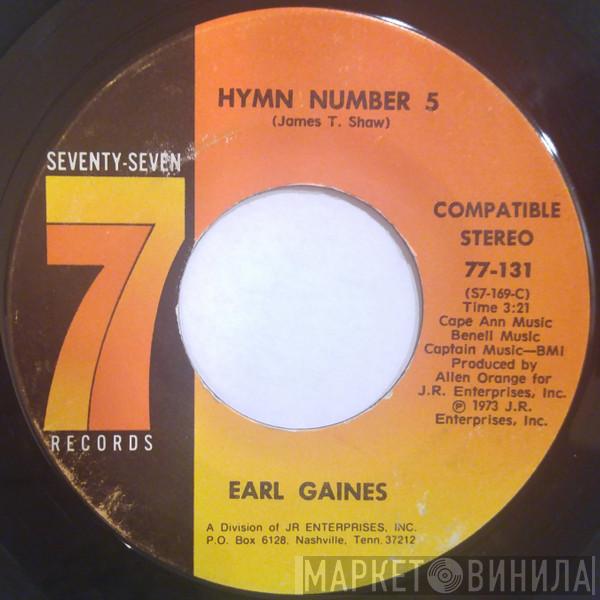 HYMN NUMBER 5
(James T. Shaw)
SEVENTY-SEVEN
7
RECORDS
COMPATIBLE
STEREO
77-131
(S7-169-C)
Time 3:21
Cape Ann Music
Benell Music
Captain Music—BMI
Produced by
Allen Orange for
J.R. Enterprises, Inc.
℗ 1973 J.R.
Enterprises, Inc.
EARL GAINES
A Division of JR ENTERPRISES, INC.
P.O. Box 6128, Nashville, Tenn. 37212
МАРКЕТ ВИНИЛА